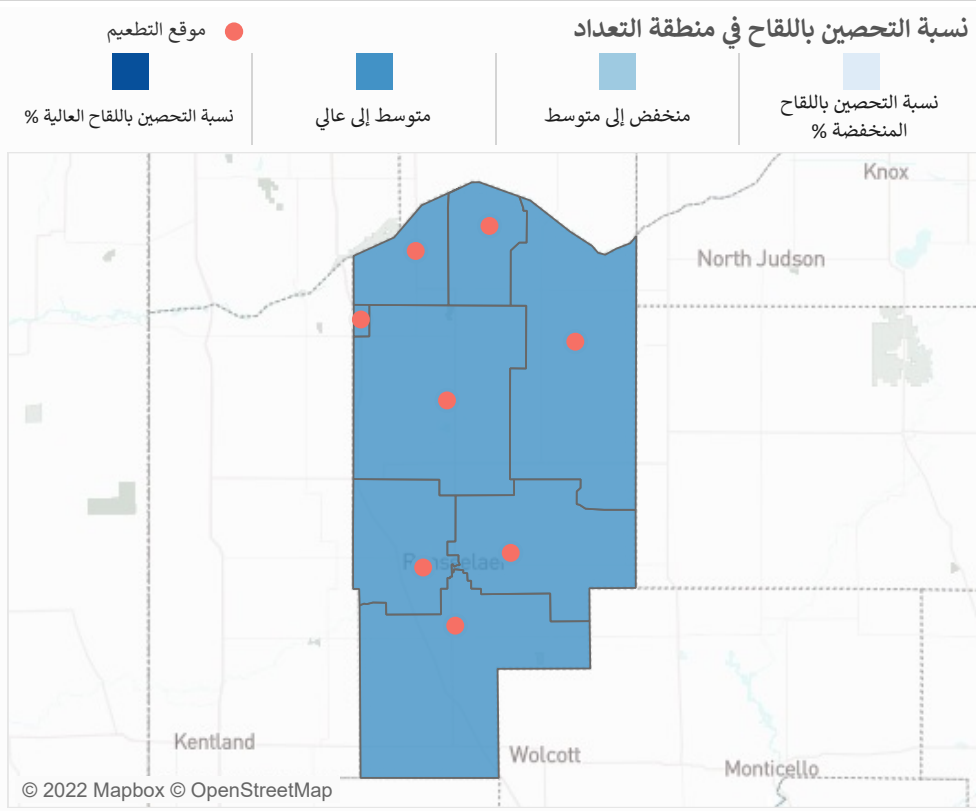 نسبة التحصين باللقاح في منطقة التعداد
موقع التطعيم
نسبة التحصين باللقاح
المنخفضة %
منخفض إلى متوسط
متوسط إلى عالي
نسبة التحصين باللقاح العالية %
Knox
North Judson
Rensselaer
Kentland
Wolcott
Monticello
© 2022 Mapbox © OpenStreetMap